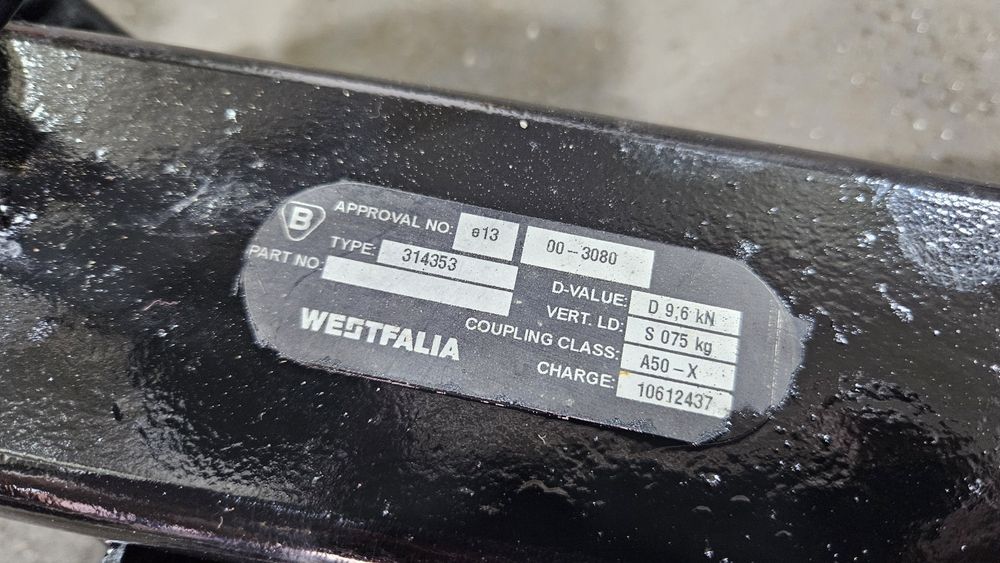 B
APPROVAL NO: e13 00-3080
TYPE: 314353
PART NO:
D-VALUE: D 9,6 kN
VERT. LD: S 075 kg
COUPLING CLASS: A50-X
CHARGE: 10612437
WESTFALIA